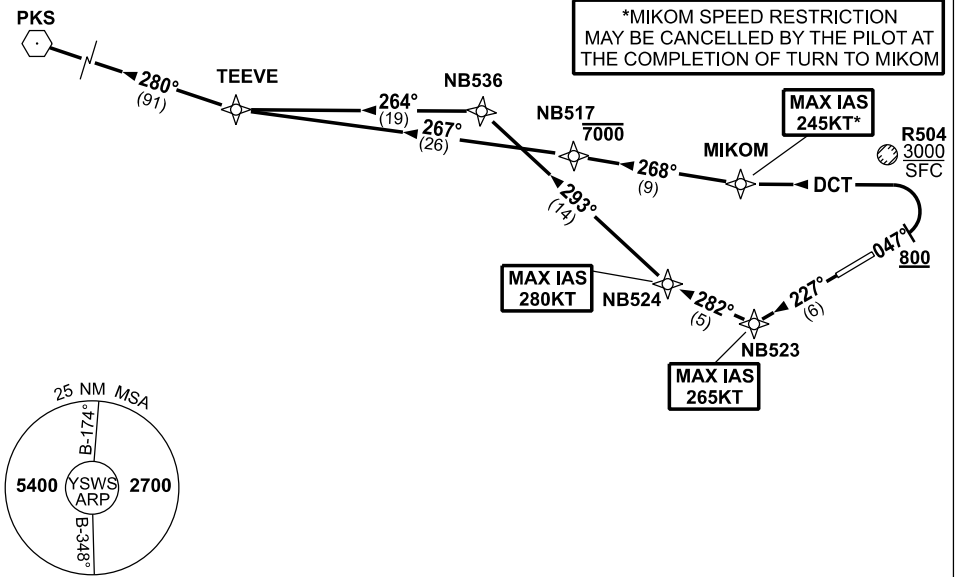 PKS
*MIKOM SPEED RESTRICTION
MAY BE CANCELLED BY THE PILOT AT
THE COMPLETION OF TURN TO MIKOM
280°
(91)
TEEVE
264°
(19)
NB536
267°
(26)
NB517
7000
268°
(9)
MIKOM
MAX IAS
245KT*
R504
3000
SFC
DCT
293°
(14)
047°
800
MAX IAS
280KT
NB524
282°
(5)
227°
(6)
NB523
MAX IAS
265KT
25 NM MSA
B-174°
5400
YSWS
ARP
2700
B-348°